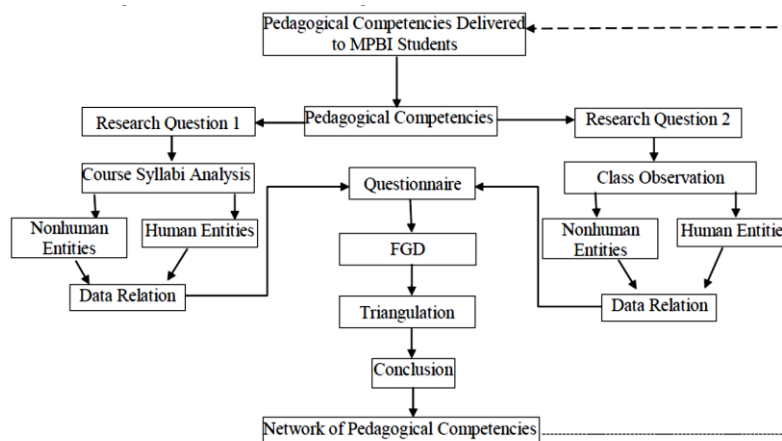 Pedagogical Competencies Delivered
to MPBI Students
Research Question 1
Pedagogical Competencies
Research Question 2
Course Syllabi Analysis
Questionnaire
Class Observation
Nonhuman
Entities
Human Entities
FGD
Nonhuman
Entities
Human Entities
Data Relation
Triangulation
Data Relation
Conclusion
Network of Pedagogical Competencies